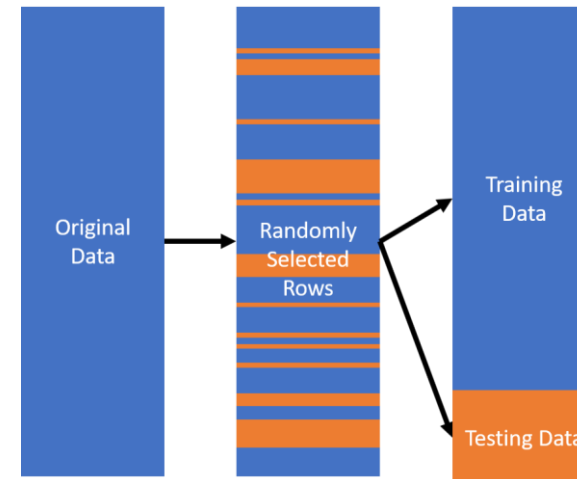 Original
Data
Randomly
Selected
Rows
Training
Data
Testing Data